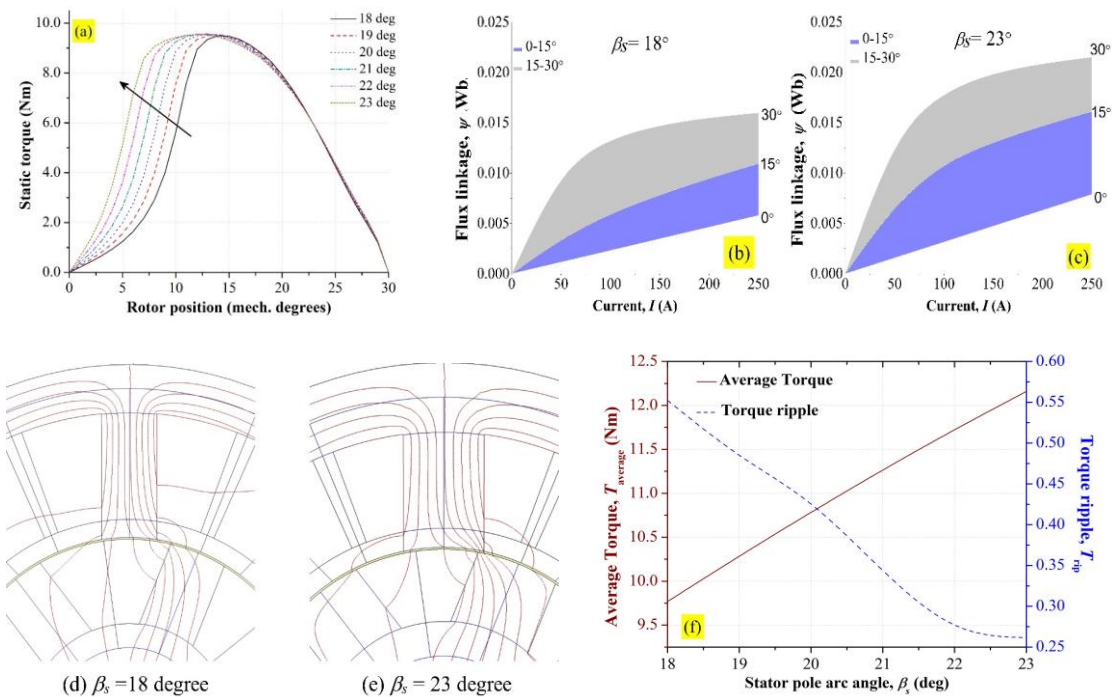 (a)
18 deg
19 deg
20 deg
21 deg
22 deg
23 deg
10.0
8.0
6.0
4.0
2.0
0.0
Static torque (Nm)
0 5 10 15 20 25 30
Rotor position (mech. degrees)
0-15°
15-30°
βs= 18°
0.025
0.020
0.015
0.010
0.005
0.000
Flux linkage, ψ (Wb)
30°
15°
0°
(b)
0 50 100 150 200 250
Current, I (A)
0-15°
15-30°
βs= 23°
0.025
0.020
0.015
0.010
0.005
0.000
Flux linkage, ψ (Wb)
30°
15°
0°
(c)
0 50 100 150 200 250
Current, I (A)
(d) βs =18 degree
(e) βs = 23 degree
Average Torque
Torque ripple
12.5
12.0
11.5
11.0
10.5
10.0
9.5
Average Torque, Taverage (Nm)
0.60
0.55
0.50
0.45
0.40
0.35
0.30
0.25
Torque ripple, Trip
(f)
18 19 20 21 22 23
Stator pole arc angle, βs (deg)